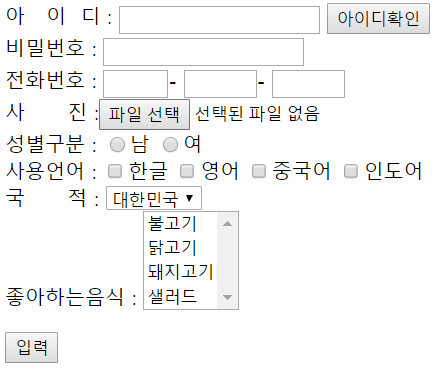 아 이 디 : 아이디확인
비밀번호 :
전화번호 : - -
사 진 : 파일 선택 선택된 파일 없음
성별구분 : 남 여
사용언어 : 한글 영어 중국어 인도어
국 적 : 대한민국
불고기
닭고기
돼지고기
좋아하는음식 : 샐러드
입력